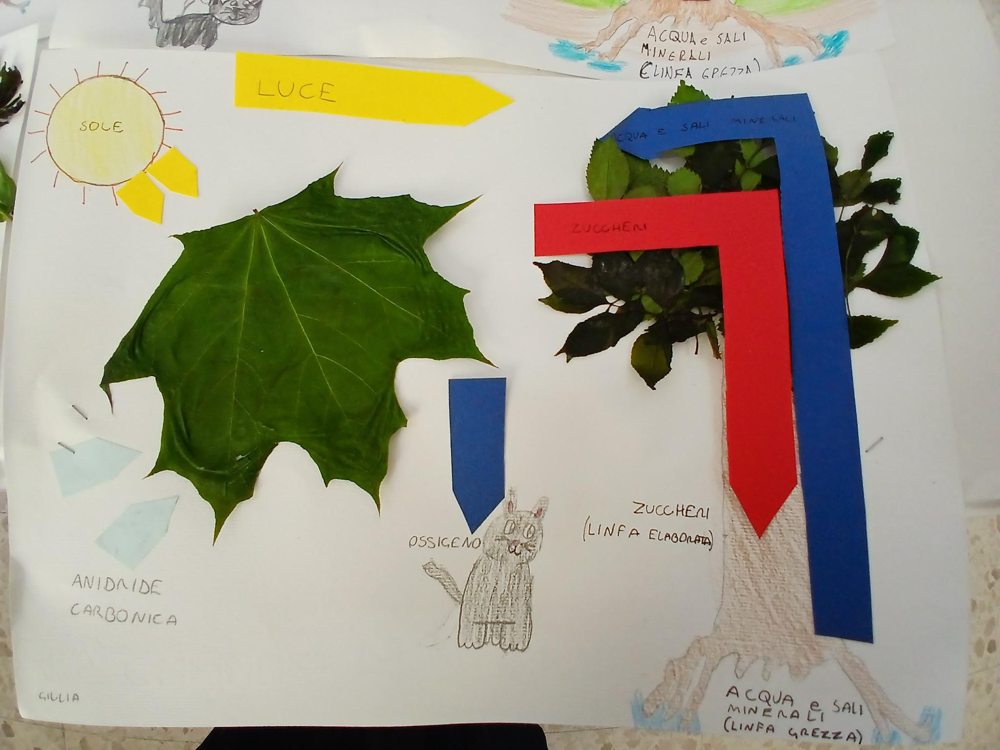 ACQUA e SALI
MINERALI
(LINFA GREZZA)
LUCE
SOLE
ACQUA E SALI MINERALI
ZUCCHERI
ZUCCHERI
(LINFA ELABORATA)
OSSIGENO
ANIDRIDE
CARBONICA
GIULIA
ACQUA e SALI
MINERALI
(LINFA GREZZA)